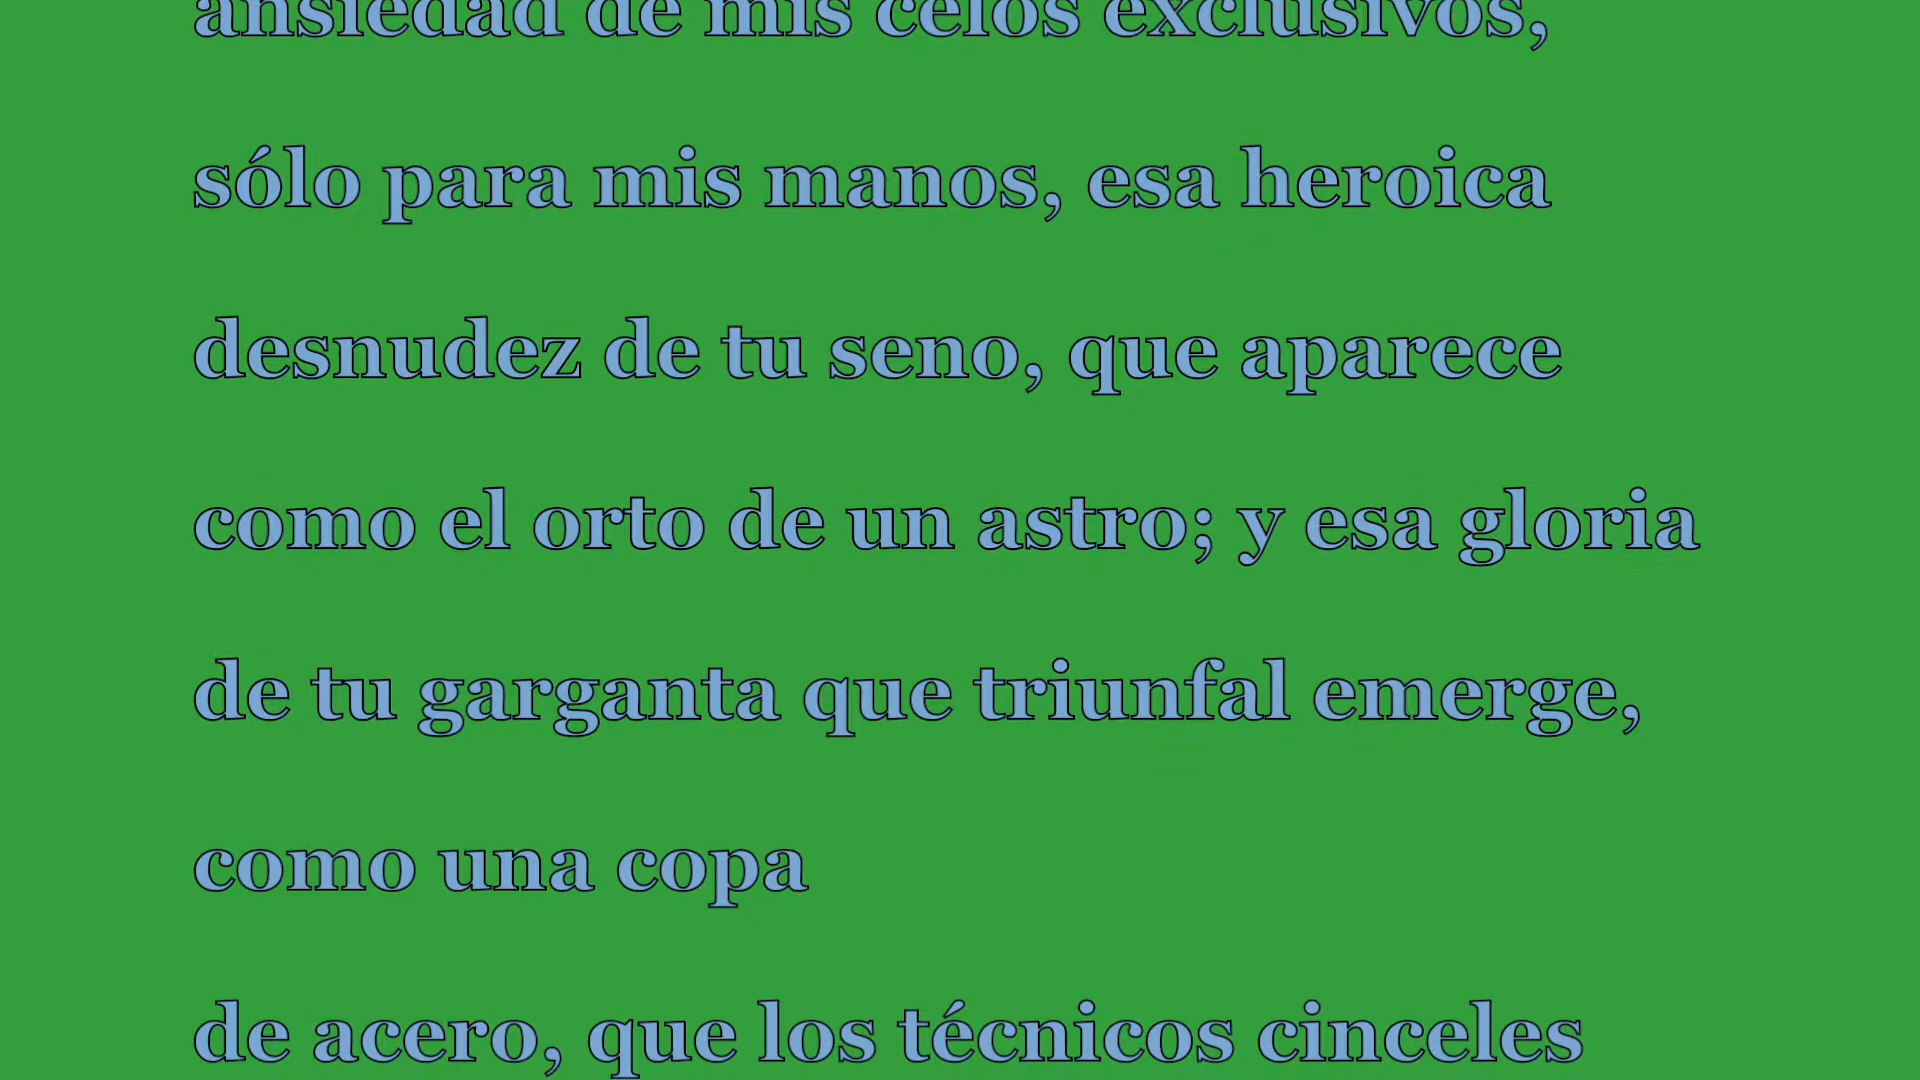 ansiedad de mis celos exclusivos,
sólo para mis manos, esa heroica
desnudez de tu seno, que aparece
como el orto de un astro; y esa gloria
de tu garganta que triunfal emerge,
como una copa
de acero, que los técnicos cinceles